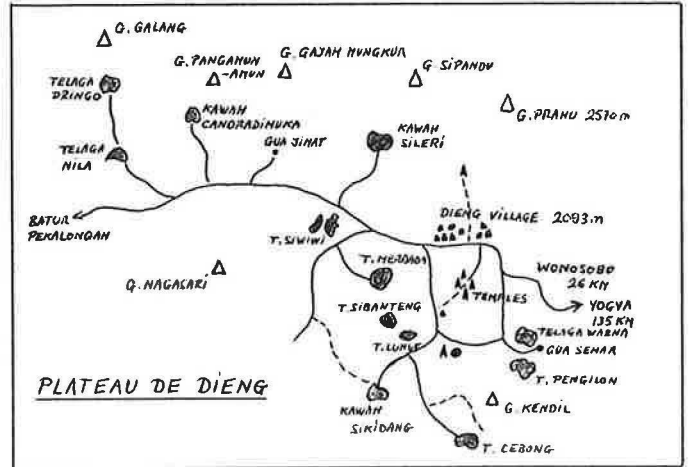 G. GALANG
G. PANGAMUN
-AMUN
G. GAJAH MUNGKUR
G SIPANDU
G. PRAHU 2570 m
TELAGA
DRINGO
KAWAH
CANDRADIMUKA
GUA JIMAT
KAWAH
SILERI
TELAGA
NILA
BATUR
PEKALONGAN
DIENG VILLAGE 2093 m
T. SIWIWI
T. MERDADA
G. NAGASARI
WONOSOBO
26 KM
YOGYA
135 KM
TEMPLES
T. SIBANTENG
T. LUNGE
TELAGA WARNA
GUA SEMAR
T. PENGILON
PLATEAU DE DIENG
KAWAH
SIKIDANG
G. KENDIL
T. CEBONG